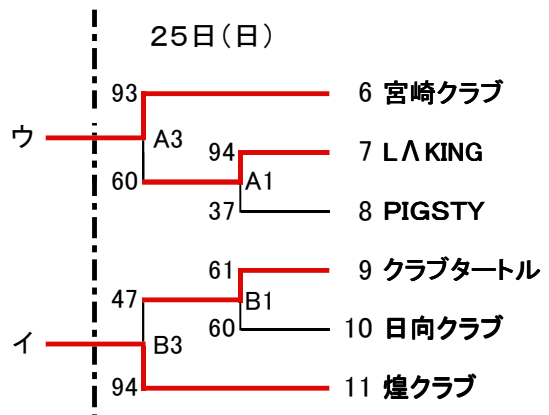 25日(日)
93
6 宮崎クラブ
ウ
A3
94
7 LΛKING
60
A1
37
8 PIGSTY
61
9 クラブタートル
47
B1
60
10 日向クラブ
イ
B3
94
11 煌クラブ